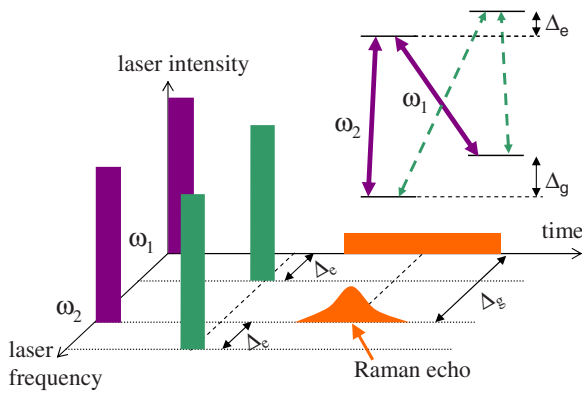 Δe
laser intensity
ω1
ω2
Δg
ω1
time
Δe
ω2
Δg
Δe
laser
frequency
Raman echo